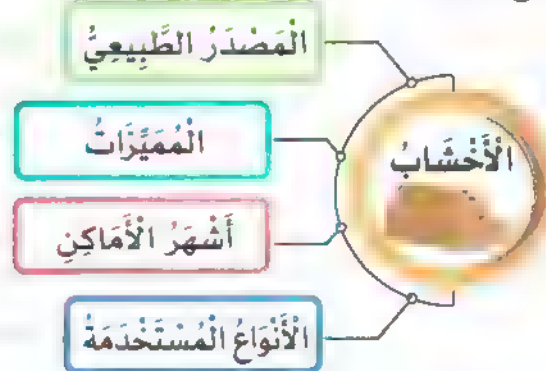 الْمَصْدَرُ الطَّبِيعِيُّ
الْمُمَيِّزَاتُ
الْأَخْشَابُ
أَشْهَرُ الْأَمَاكِنِ
الْأَنْوَاعُ الْمُسْتَخْدَمَةُ